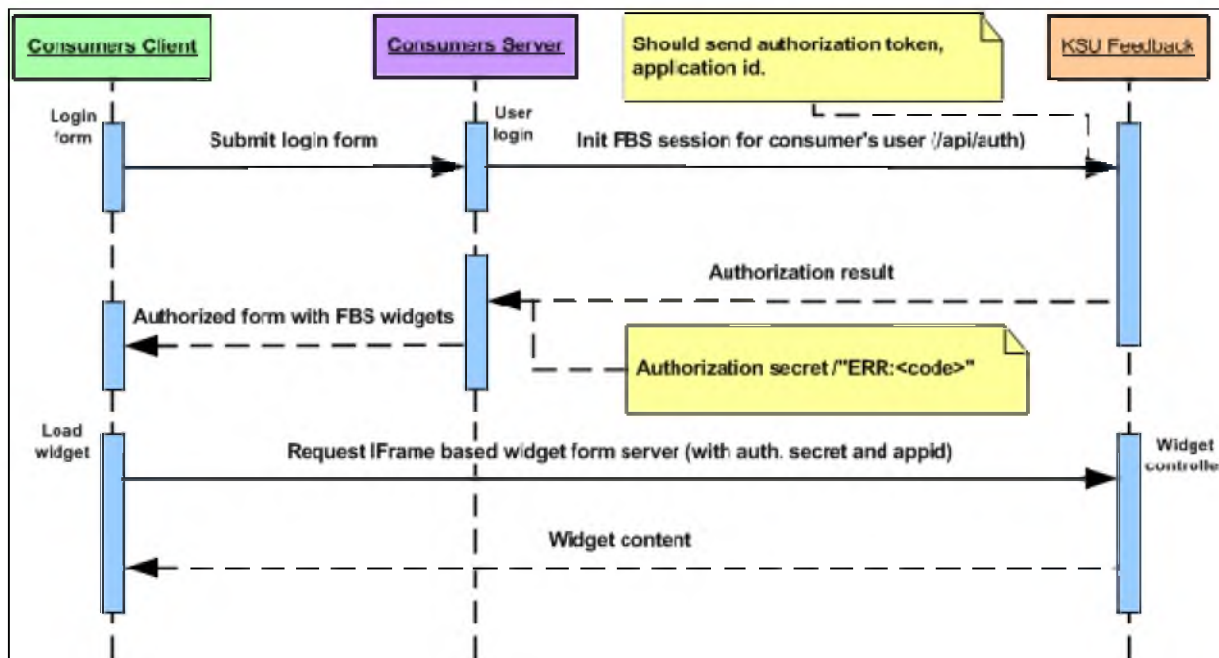 Consumers Client
Consumers Server
Should send authorization token,
application id.
KSU Feedback
Login
form
User
login
Submit login form
Init FBS session for consumer's user (/api/auth)
Authorization result
Authorized form with FBS widgets
Authorization secret /"ERR:<code>"
Load
widget
Request IFrame based widget form server (with auth. secret and appid)
Widget
controlle
Widget content